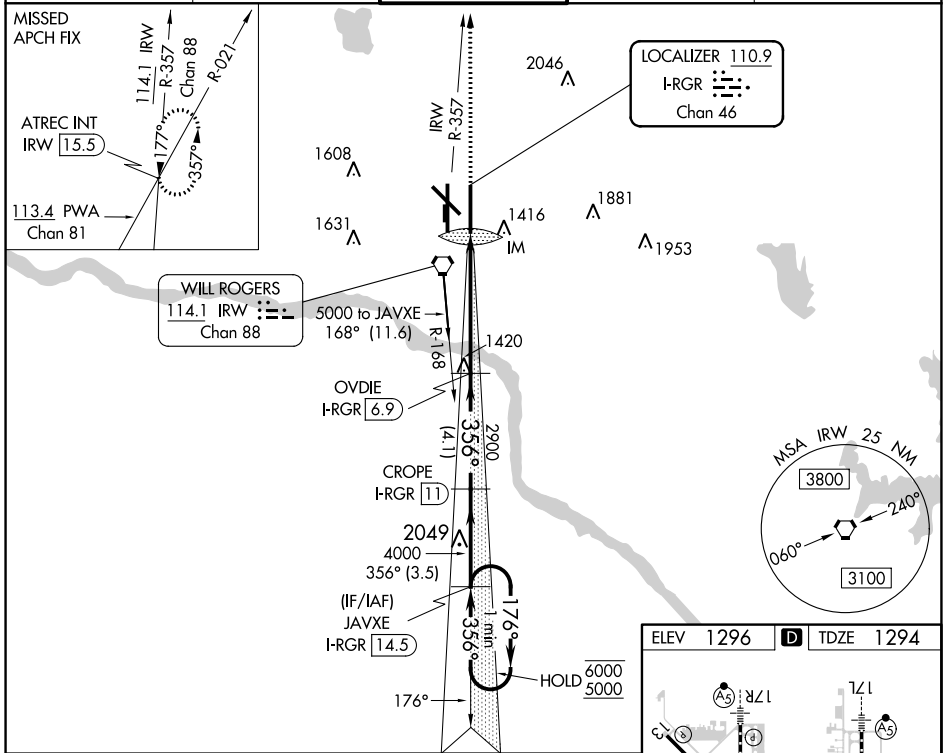 MISSED
APCH FIX
114.1 IRW
R-357
Chan 88
R-021
ATREC INT
IRW 15.5
177°
357°
113.4 PWA
Chan 81
IRW
R-357
2046
LOCALIZER 110.9
I-RGR
Chan 46
1608
1631
1416
IM
1881
1953
WILL ROGERS
114.1 IRW
Chan 88
5000 to JAVXE
168° (11.6)
R-168
1420
OVDIE
I-RGR 6.9
356°
2900
(4.1)
CROPE
I-RGR 11
2049
4000
356° (3.5)
(IF/IAF)
JAVXE
I-RGR 14.5
356°
1 min
176°
HOLD 6000
5000
176°
MSA IRW 25 NM
3800
240°
060°
3100
ELEV 1296 D TDZE 1294
A5
17R
17L
A5
13
P
P